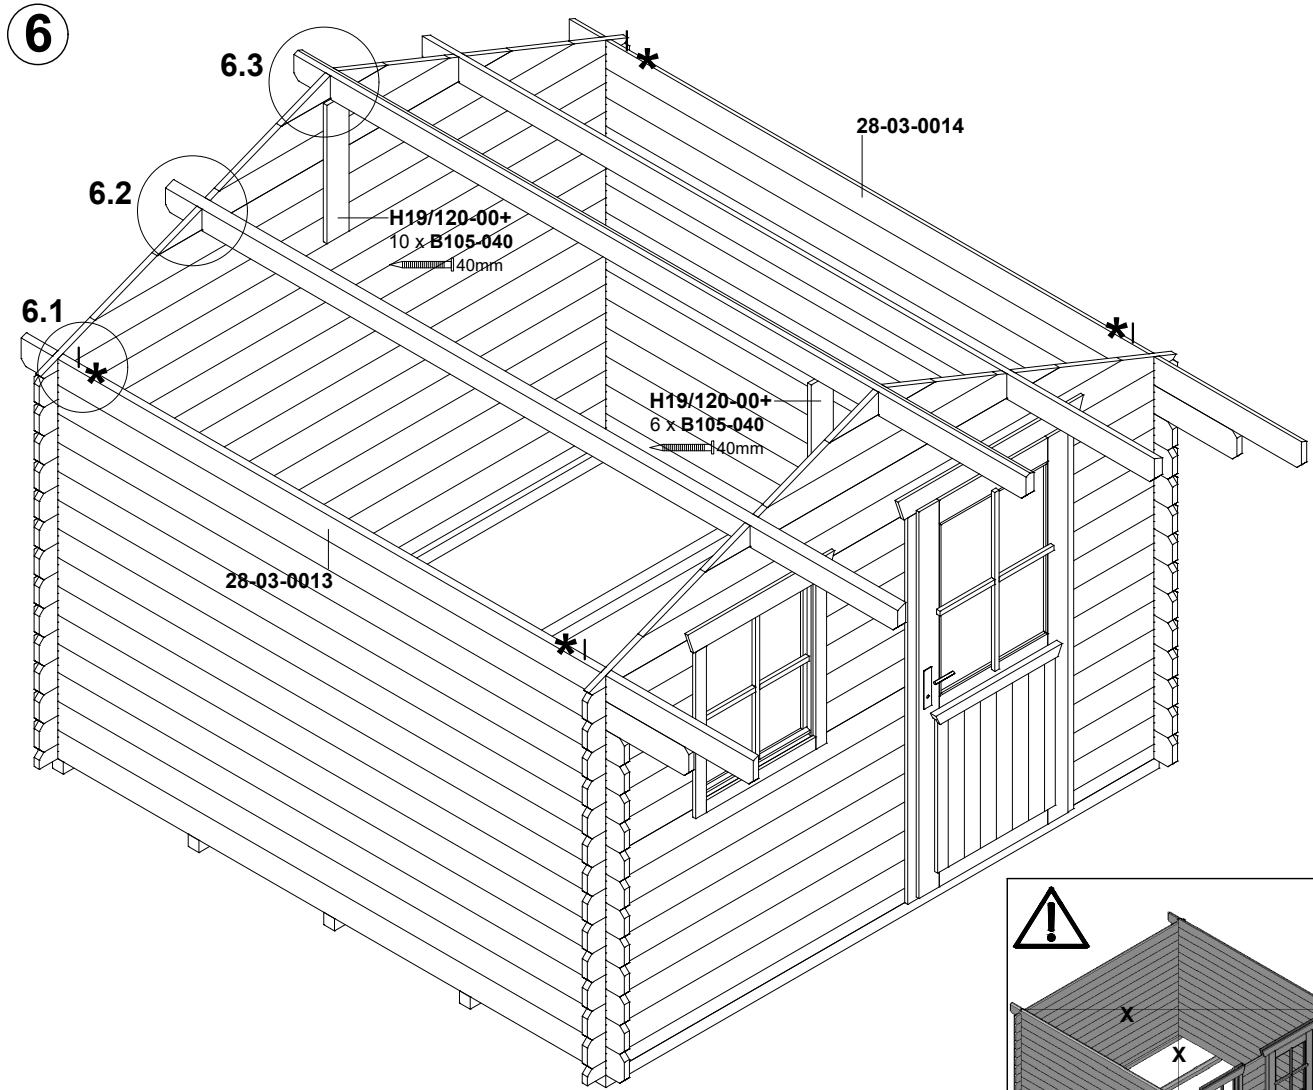 6
6.3
28-03-0014
6.2
H19/120-00+
10 x B105-040
40mm
6.1
*
*
H19/120-00+
6 x B105-040
40mm
*
28-03-0013
*
X
X